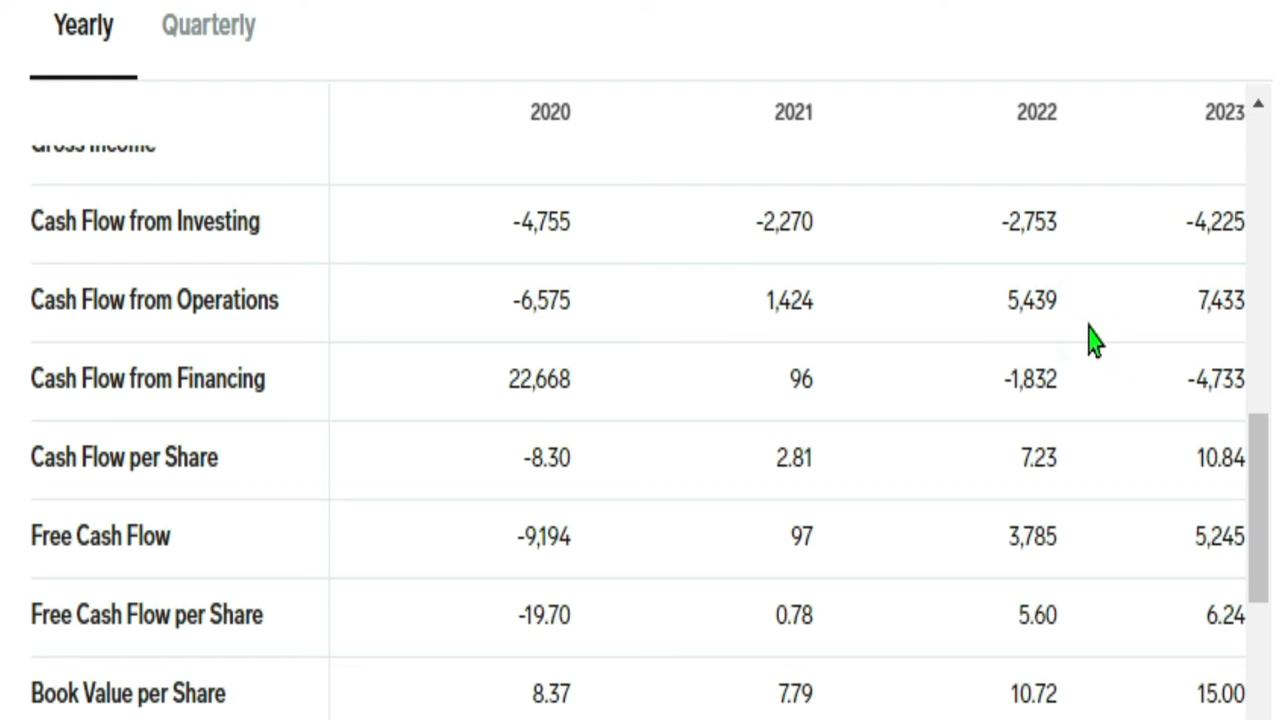 Yearly Quarterly
2020 2021 2022 2023
Gross Income
Cash Flow from Investing -4,755 -2,270 -2,753 -4,225
Cash Flow from Operations -6,575 1,424 5,439 7,433
Cash Flow from Financing 22,668 96 -1,832 -4,733
Cash Flow per Share -8.30 2.81 7.23 10.84
Free Cash Flow -9,194 97 3,785 5,245
Free Cash Flow per Share -19.70 0.78 5.60 6.24
Book Value per Share 8.37 7.79 10.72 15.00